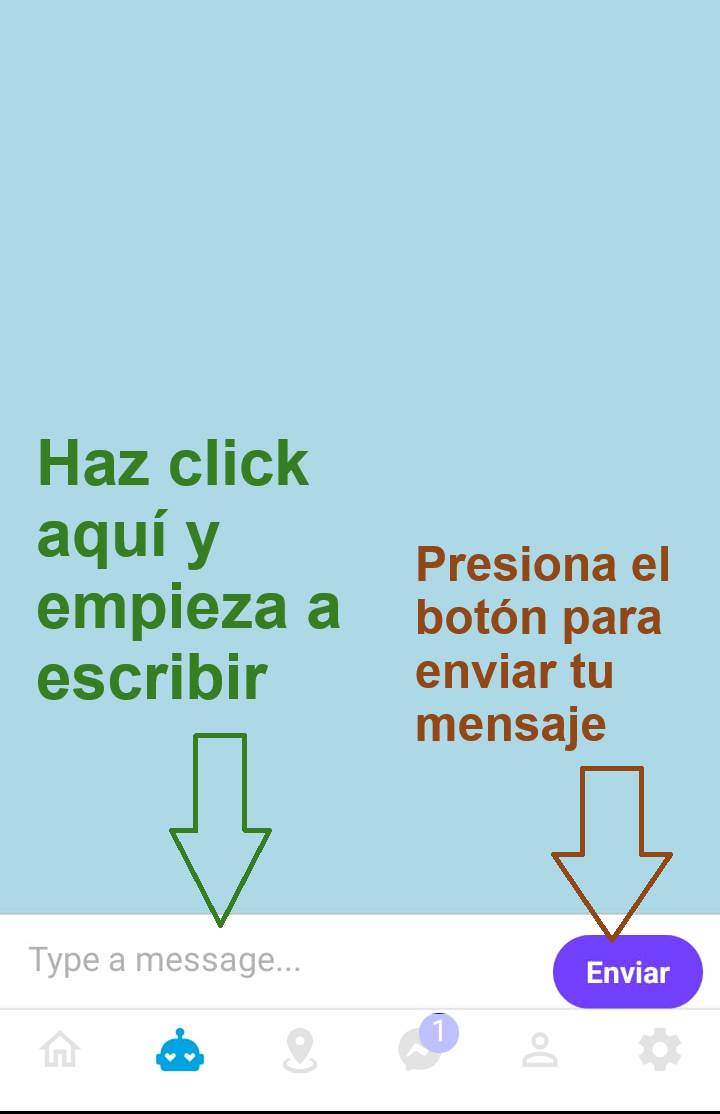 Haz click
aquí y
empieza a
escribir
Presiona el
botón para
enviar tu
mensaje
Type a message...
Enviar
1